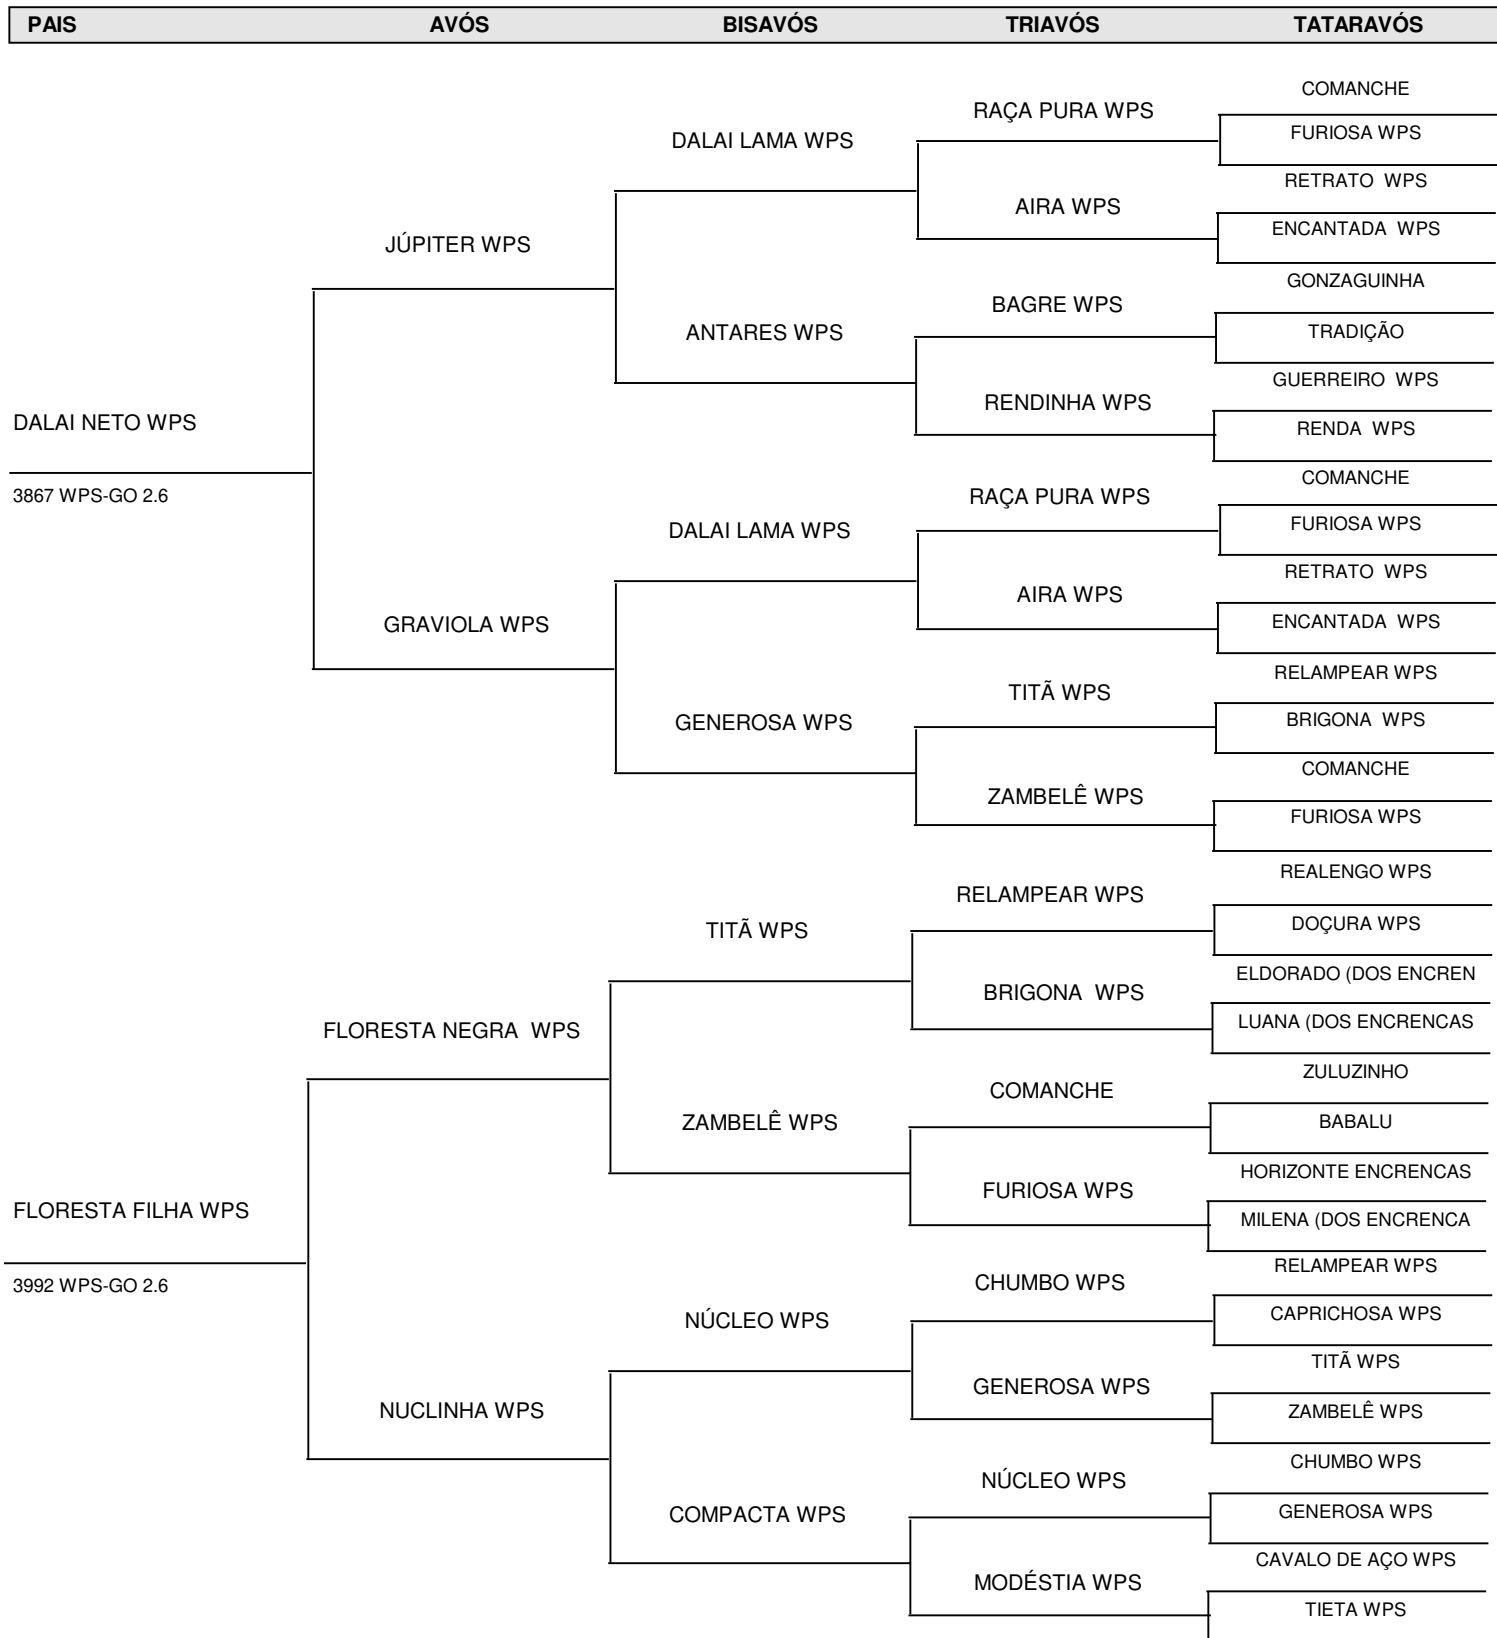 PAIS AVÓS BISAVÓS TRIAVÓS TATARAVÓS
COMANCHE
RAÇA PURA WPS
FURIOSA WPS
DALAI LAMA WPS
RETRATO WPS
AIRA WPS
ENCANTADA WPS
JÚPITER WPS
GONZAGUINHA
BAGRE WPS
ANTARES WPS
TRADIÇÃO
GUERREIRO WPS
RENDINHA WPS
DALAI NETO WPS
RENDA WPS
COMANCHE
3867 WPS-GO 2.6
RAÇA PURA WPS
FURIOSA WPS
DALAI LAMA WPS
RETRATO WPS
AIRA WPS
ENCANTADA WPS
GRAVIOLA WPS
RELAMPEAR WPS
TITÃ WPS
BRIGONA WPS
GENEROSA WPS
COMANCHE
ZAMBELÊ WPS
FURIOSA WPS
REALENGO WPS
RELAMPEAR WPS
DOÇURA WPS
TITÃ WPS
ELDORADO (DOS ENCREN
BRIGONA WPS
LUANA (DOS ENCRENCAS
FLORESTA NEGRA WPS
ZULUZINHO
COMANCHE
BABALU
ZAMBELÊ WPS
HORIZONTE ENCRENCAS
FURIOSA WPS
FLORESTA FILHA WPS
MILENA (DOS ENCRENCA
RELAMPEAR WPS
3992 WPS-GO 2.6
CHUMBO WPS
CAPRICHOSA WPS
NÚCLEO WPS
TITÃ WPS
GENEROSA WPS
NUCLINHA WPS
ZAMBELÊ WPS
CHUMBO WPS
NÚCLEO WPS
GENEROSA WPS
COMPACTA WPS
CAVALO DE AÇO WPS
MODÉSTIA WPS
TIETA WPS